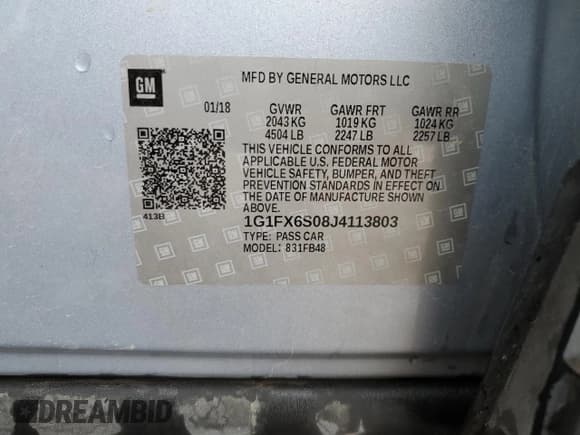 GM
MFD BY GENERAL MOTORS LLC
01/18 GVWR GAWR FRT GAWR RR
2043 KG 1019 KG 1024 KG
4504 LB 2247 LB 2257 LB
THIS VEHICLE CONFORMS TO ALL
APPLICABLE U.S. FEDERAL MOTOR
VEHICLE SAFETY, BUMPER, AND THEFT
PREVENTION STANDARDS IN EFFECT ON
THE DATE OF MANUFACTURE SHOWN
ABOVE.
413B
1G1FX6S08J4113803
TYPE: PASS CAR
MODEL: 831FB48
DREAMBID